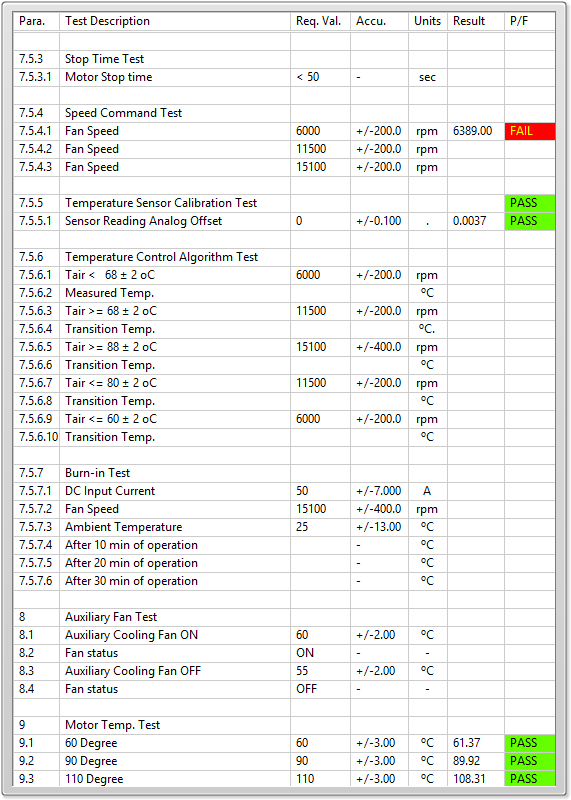 Para. Test Description Req. Val. Accu. Units Result P/F
7.5.3 Stop Time Test
7.5.3.1 Motor Stop time < 50 - sec
7.5.4 Speed Command Test
7.5.4.1 Fan Speed 6000 +/-200.0 rpm 6389.00 FAIL
7.5.4.2 Fan Speed 11500 +/-200.0 rpm
7.5.4.3 Fan Speed 15100 +/-200.0 rpm
7.5.5 Temperature Sensor Calibration Test PASS
7.5.5.1 Sensor Reading Analog Offset 0 +/-0.100 . 0.0037 PASS
7.5.6 Temperature Control Algorithm Test
7.5.6.1 Tair < 68 ± 2 oC 6000 +/-200.0 rpm
7.5.6.2 Measured Temp. ºC
7.5.6.3 Tair >= 68 ± 2 oC 11500 +/-200.0 rpm
7.5.6.4 Transition Temp. ºC.
7.5.6.5 Tair >= 88 ± 2 oC 15100 +/-400.0 rpm
7.5.6.6 Transition Temp. ºC
7.5.6.7 Tair <= 80 ± 2 oC 11500 +/-200.0 rpm
7.5.6.8 Transition Temp. ºC
7.5.6.9 Tair <= 60 ± 2 oC 6000 +/-200.0 rpm
7.5.6.10 Transition Temp. ºC
7.5.7 Burn-in Test
7.5.7.1 DC Input Current 50 +/-7.000 A
7.5.7.2 Fan Speed 15100 +/-400.0 rpm
7.5.7.3 Ambient Temperature 25 +/-13.00 ºC
7.5.7.4 After 10 min of operation - ºC
7.5.7.5 After 20 min of operation - ºC
7.5.7.6 After 30 min of operation - ºC
8 Auxiliary Fan Test
8.1 Auxiliary Cooling Fan ON 60 +/-2.00 ºC
8.2 Fan status ON - -
8.3 Auxiliary Cooling Fan OFF 55 +/-2.00 ºC
8.4 Fan status OFF - -
9 Motor Temp. Test
9.1 60 Degree 60 +/-3.00 ºC 61.37 PASS
9.2 90 Degree 90 +/-3.00 ºC 89.92 PASS
9.3 110 Degree 110 +/-3.00 ºC 108.31 PASS